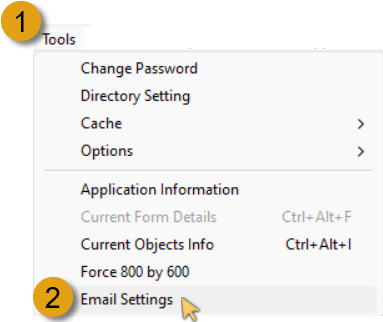 1
Tools
Change Password
Directory Setting
Cache >
Options >
Application Information
Current Form Details Ctrl+Alt+F
Current Objects Info Ctrl+Alt+I
Force 800 by 600
2 Email Settings